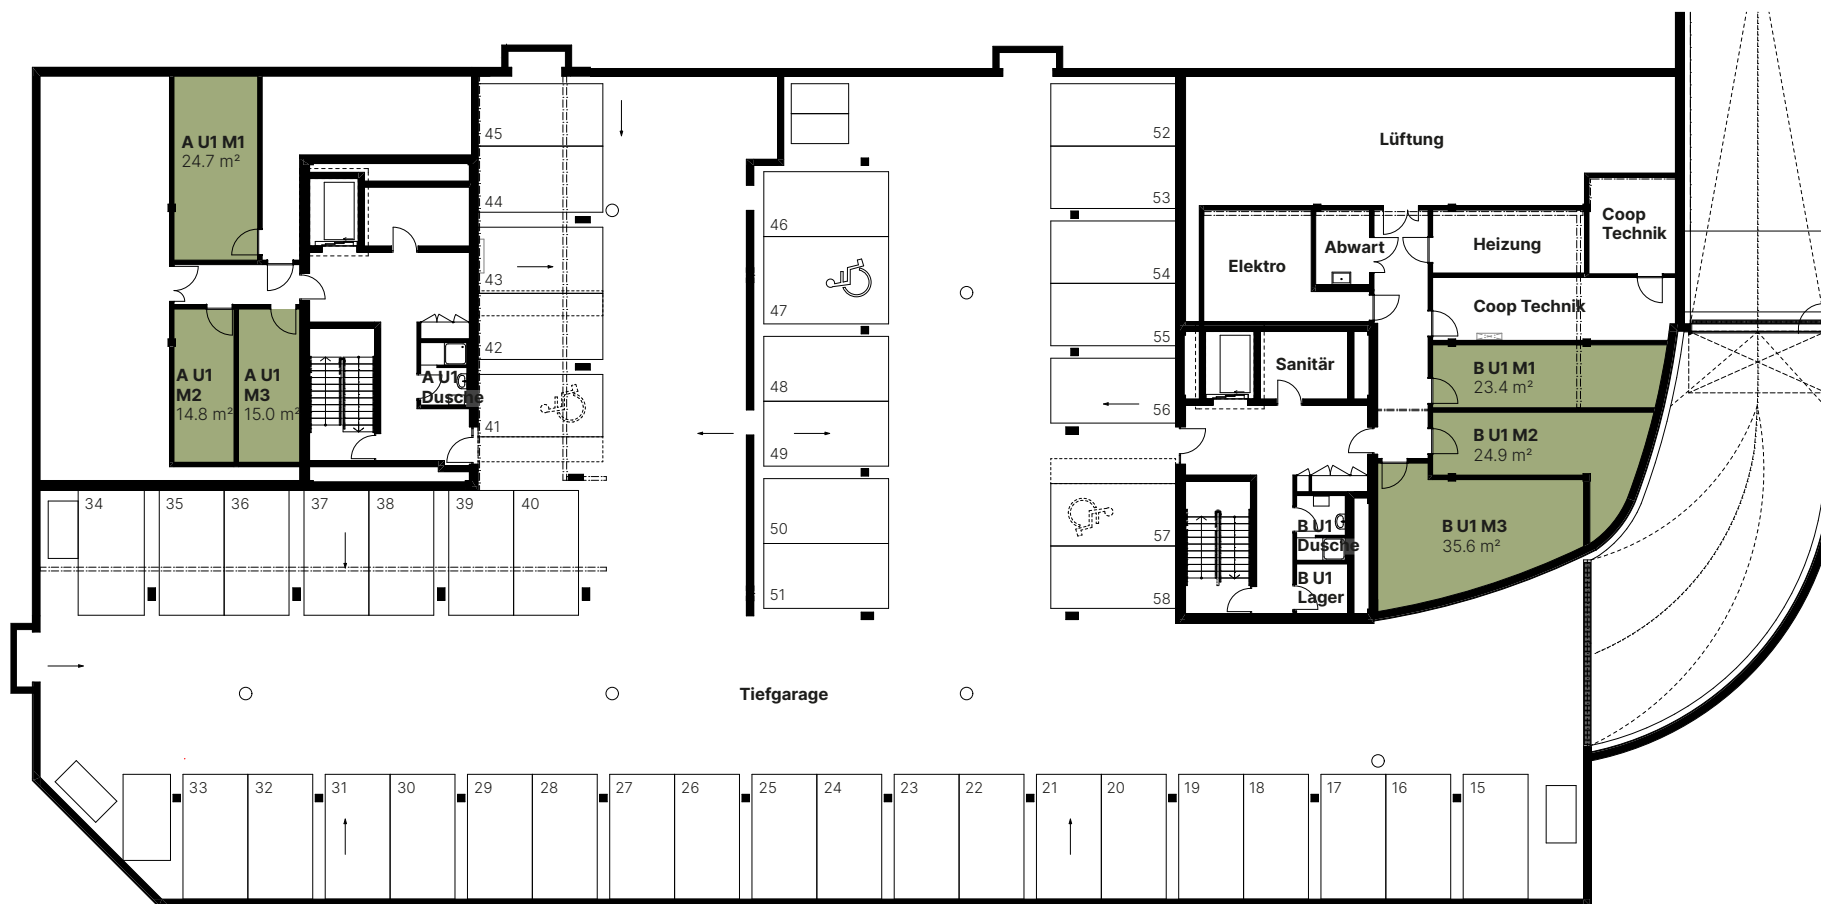 A U1 M1
24.7 m²
A U1
M2
14.8 m²
A U1
M3
15.0 m²
A U1
Dusche
45
44
43
42
41
46
47
48
49
50
51
52
53
54
55
56
57
58
Lüftung
Coop
Technik
Elektro
Abwart
Heizung
Coop Technik
Sanitär
B U1 M1
23.4 m²
B U1 M2
24.9 m²
B U1 M3
35.6 m²
B U1
Dusche
B U1
Lager
34
35
36
37
38
39
40
Tiefgarage
33
32
31
30
29
28
27
26
25
24
23
22
21
20
19
18
17
16
15